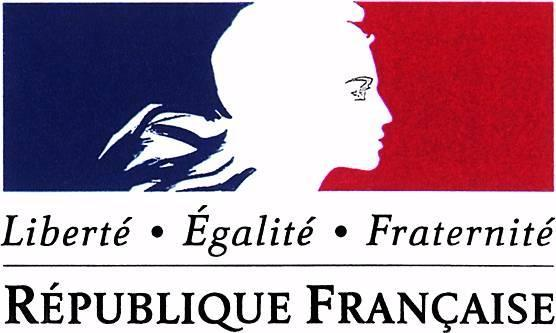 Liberté • Égalité • Fraternité
RÉPUBLIQUE FRANÇAISE